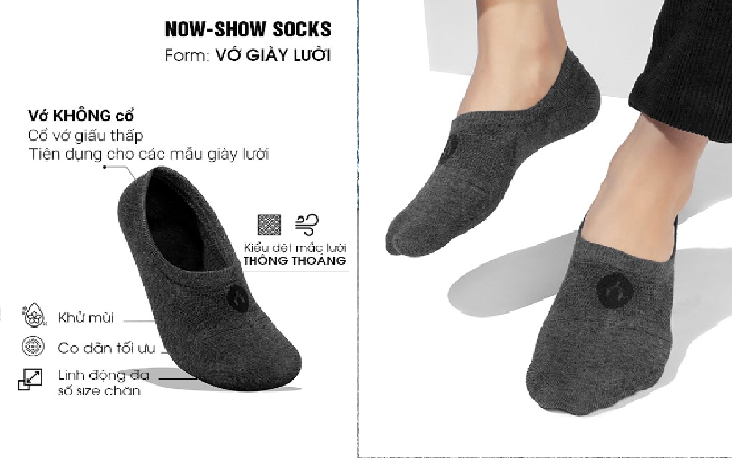 NOW-SHOW SOCKS
Form: VỚ GIÀY LƯỜI
Vớ KHÔNG cổ
Cổ vớ giấu thấp
Tiện dụng cho các mẫu giày lười
Kiểu dệt mắc lưới
THÔNG THOÁNG
Khử mùi
Co dãn tối ưu
Linh động đa
số size chân